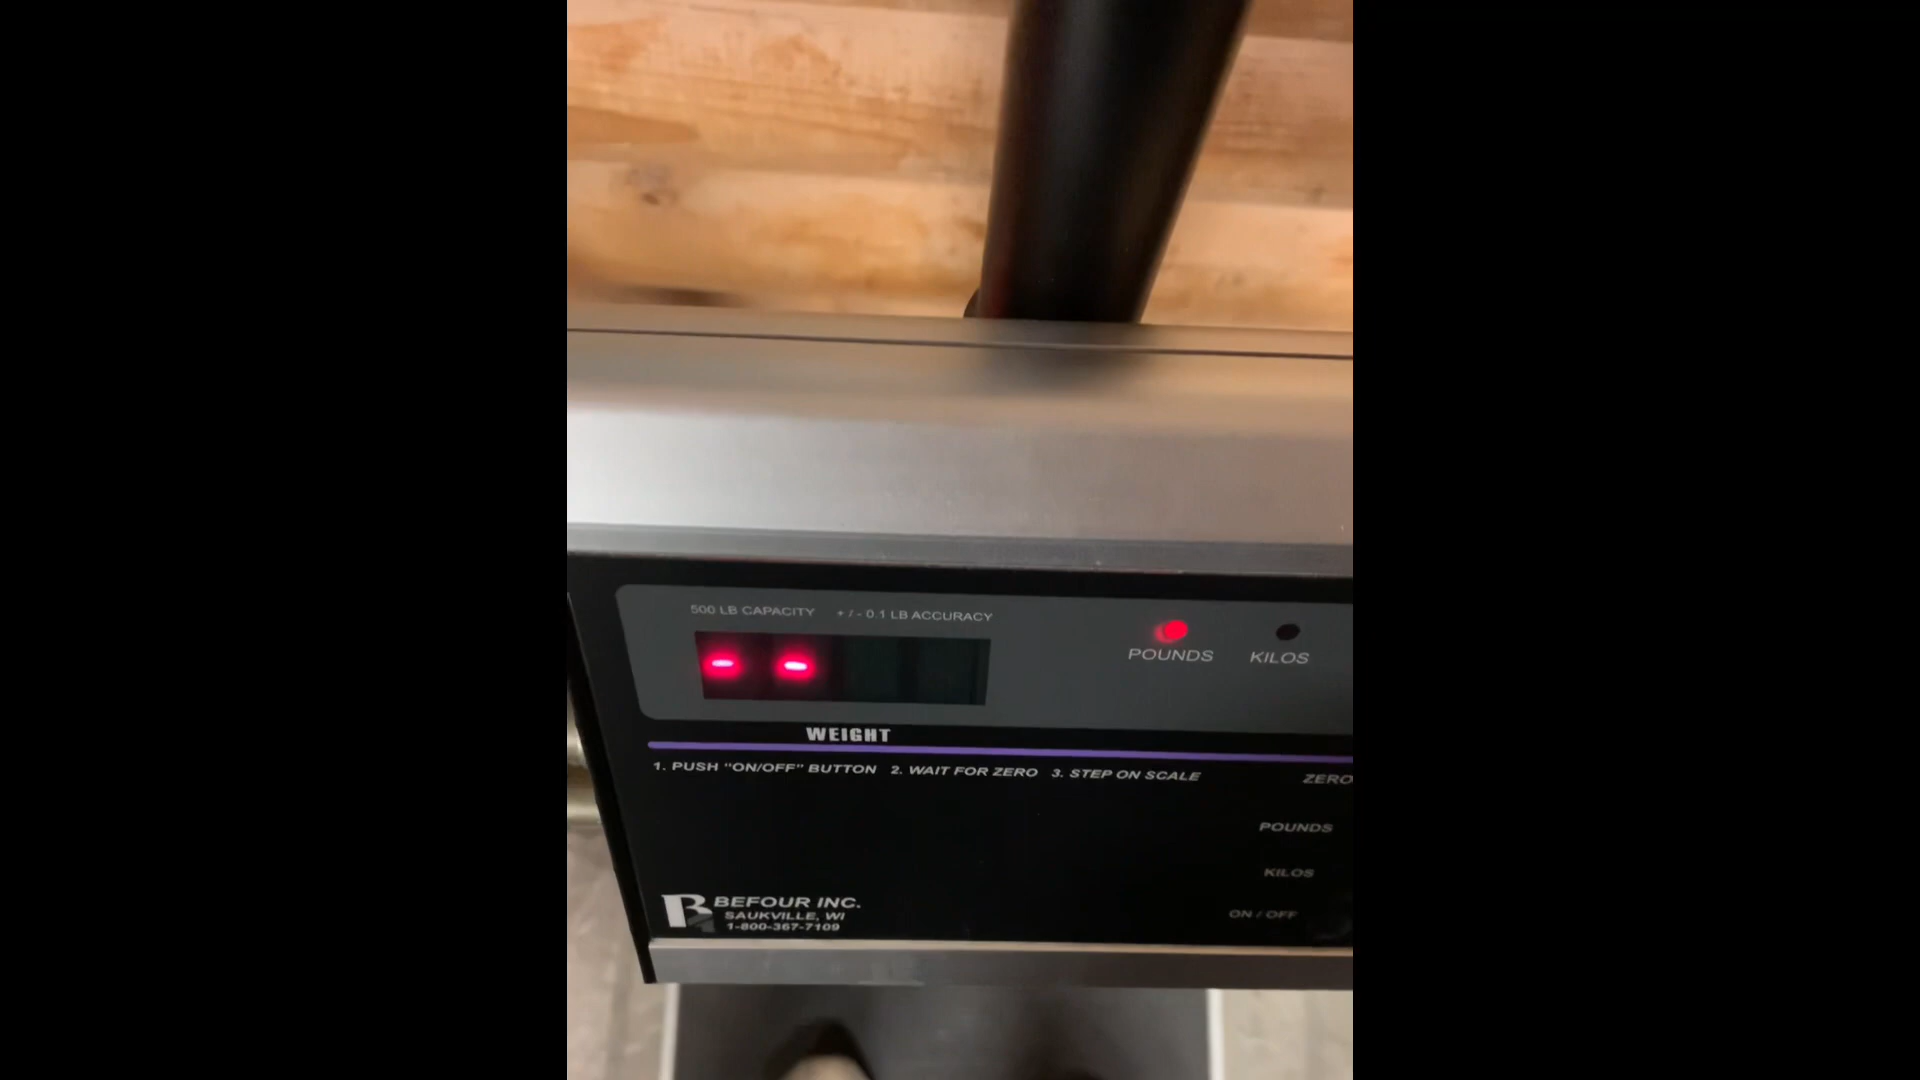 500 LB CAPACITY + / - 0.1 LB ACCURACY
- -
POUNDS KILOS
WEIGHT
1. PUSH "ON/OFF" BUTTON 2. WAIT FOR ZERO 3. STEP ON SCALE
ZERO
POUNDS
KILOS
ON / OFF
BEFOUR INC.
SAUKVILLE, WI
1-800-367-7109